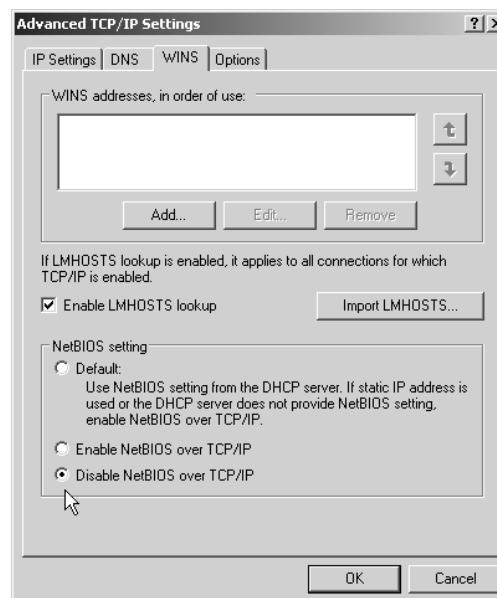 Advanced TCP/IP Settings
IP Settings DNS WINS Options
WINS addresses, in order of use:
Add... Edit... Remove
If LMHOSTS lookup is enabled, it applies to all connections for which
TCP/IP is enabled.
Enable LMHOSTS lookup Import LMHOSTS...
NetBIOS setting
Default:
Use NetBIOS setting from the DHCP server. If static IP address is
used or the DHCP server does not provide NetBIOS setting,
enable NetBIOS over TCP/IP.
Enable NetBIOS over TCP/IP
Disable NetBIOS over TCP/IP
OK Cancel